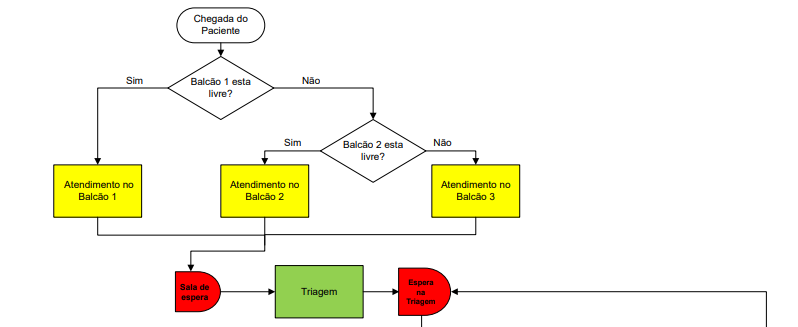 Chegada do
Paciente
Sim
Balcão 1 esta
livre?
Não
Sim
Balcão 2 esta
livre?
Não
Atendimento no
Balcão 1
Atendimento no
Balcão 2
Atendimento no
Balcão 3
Sala de
espera
Triagem
Espera
na
Triagem